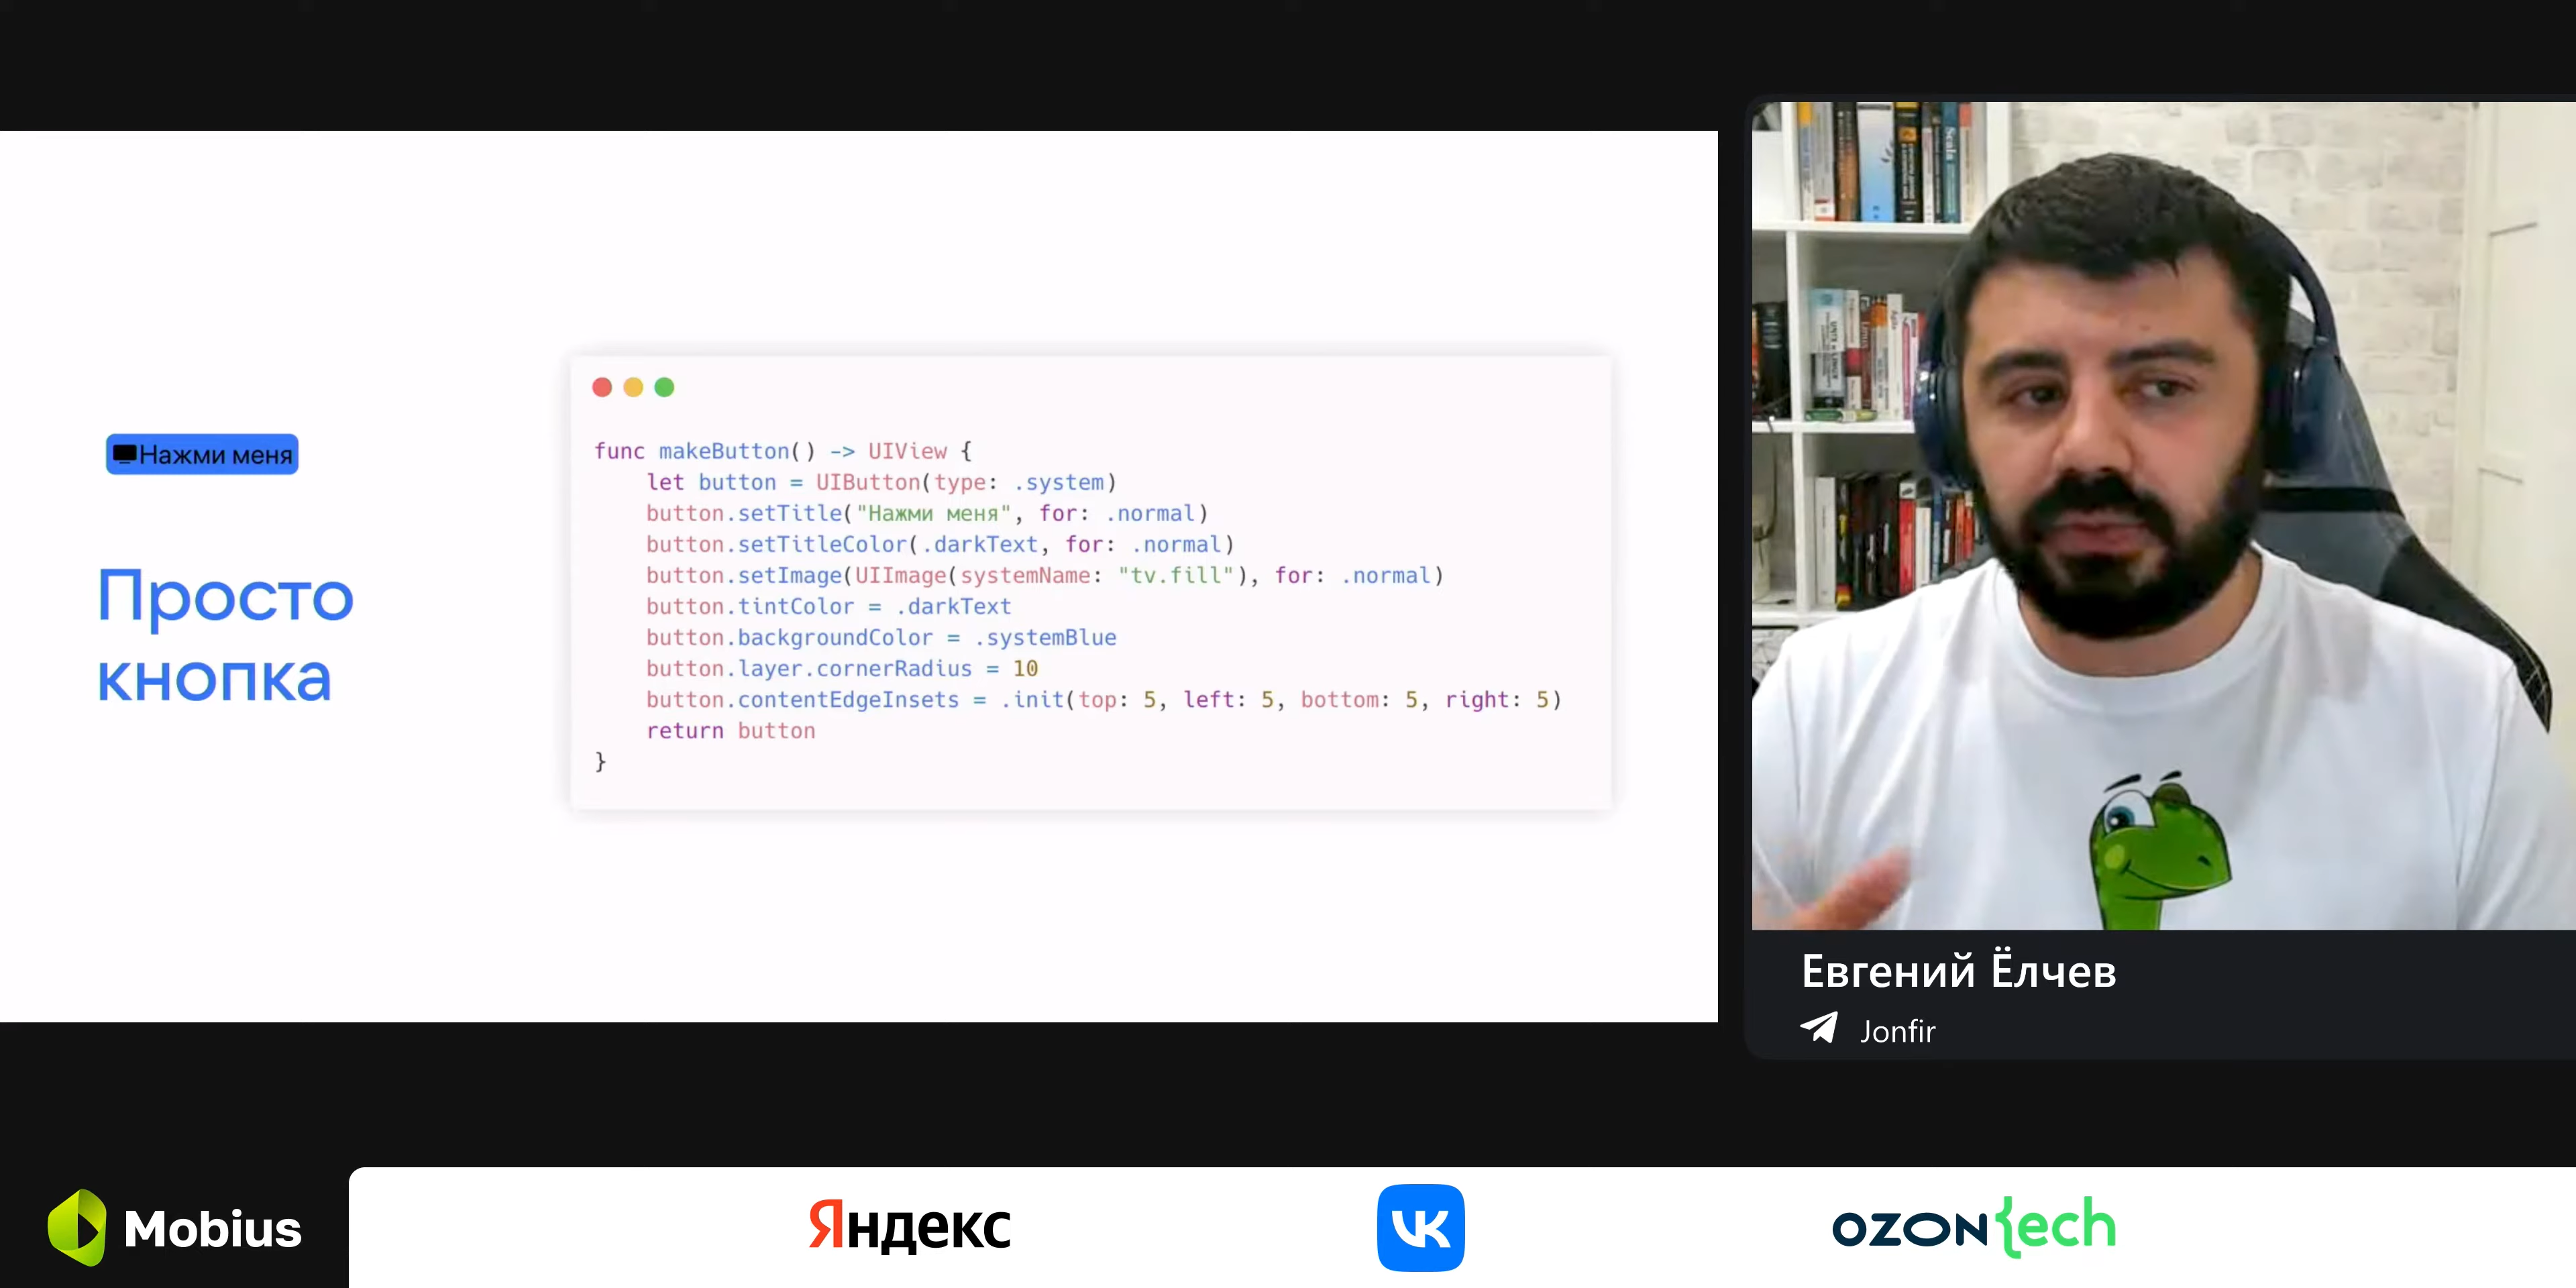 Нажми меня
Просто
кнопка
func makeButton() -> UIView {
    let button = UIButton(type: .system)
    button.setTitle("Нажми меня", for: .normal)
    button.setTitleColor(.darkText, for: .normal)
    button.setImage(UIImage(systemName: "tv.fill"), for: .normal)
    button.tintColor = .darkText
    button.backgroundColor = .systemBlue
    button.layer.cornerRadius = 10
    button.contentEdgeInsets = .init(top: 5, left: 5, bottom: 5, right: 5)
    return button
}
Scala
Евгений Ёлчев
Jonfir
Mobius
Яндекс
VK
ozon{ech